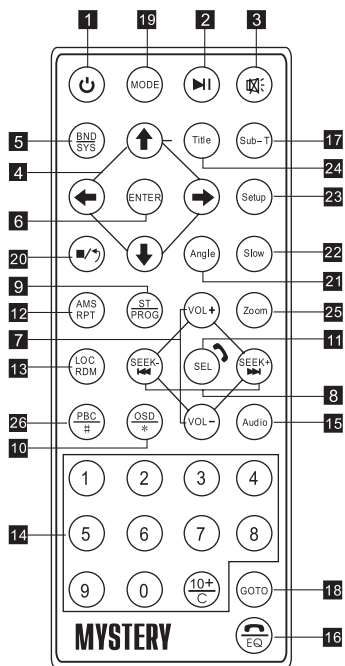 1 19 2 3
MODE
5 BND SYS Title Sub-T 17
4 24
6 ENTER Setup 23
20 Angle Slow 22
9 21
12 AMS RPT ST PROG VOL+ Zoom 25
7 11
13 LOC RDM SEEK- SEL SEEK+
8
26 PBC # OSD * VOL- Audio 15
10
1 2 3 4
14 5 6 7 8
9 0 10+ C GOTO 18
MYSTERY EQ 16